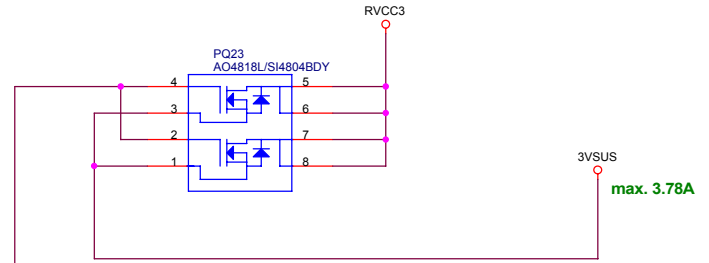 RVCC3
PQ23
AO4818L/SI4804BDY
4 5
3 6
2 7
1 8
3VSUS
max. 3.78A